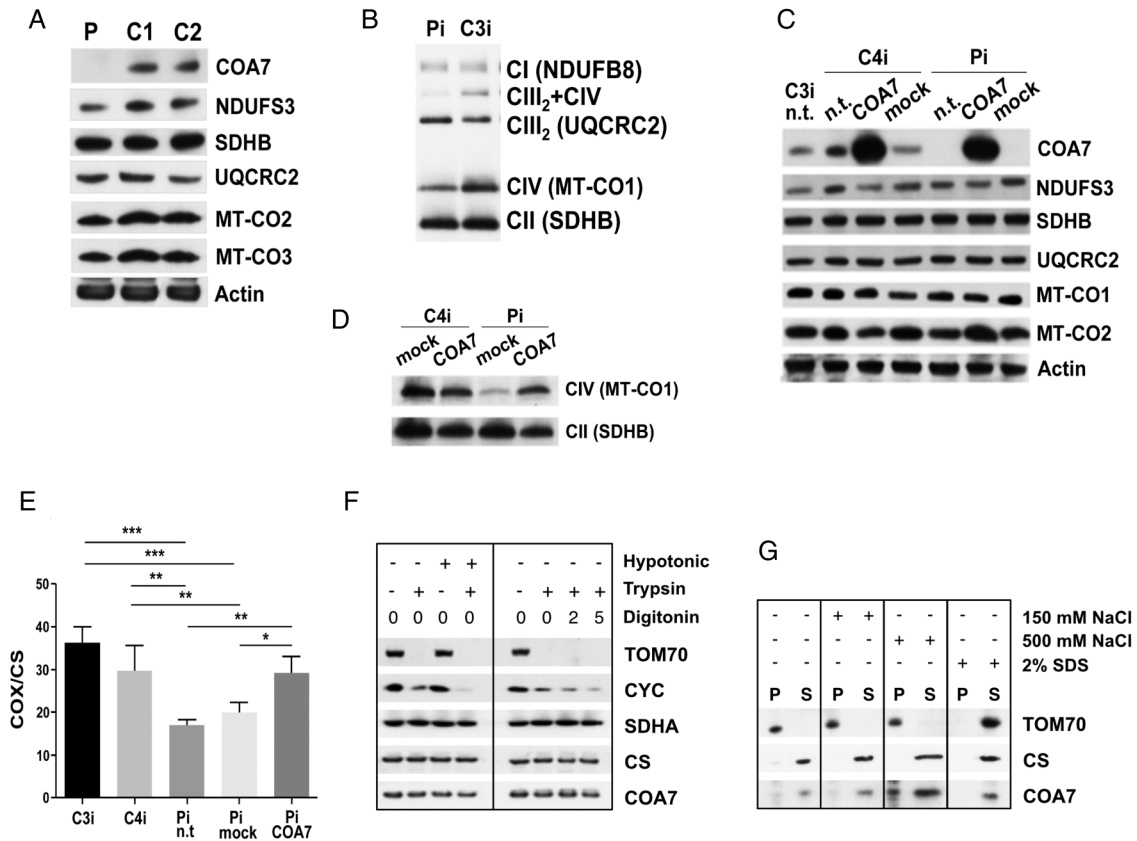 A
P C1 C2
COA7
NDUFS3
SDHB
UQCRC2
MT-CO2
MT-CO3
Actin
B
Pi C3i
CI (NDUFB8)
CIII2+CIV
CIII2 (UQCRC2)
CIV (MT-CO1)
CII (SDHB)
C
C4i Pi
C3i n.t. n.t. COA7 mock n.t. COA7 mock
COA7
NDUFS3
SDHB
UQCRC2
MT-CO1
MT-CO2
Actin
D
C4i Pi
mock COA7 mock COA7
CIV (MT-CO1)
CII (SDHB)
E
***
***
**
**
**
*
COX/CS
50
40
30
20
10
0
C3i C4i Pi n.t Pi mock Pi COA7
F
- - + + - - - - Hypotonic
- + - + - + + + Trypsin
0 0 0 0 0 0 2 5 Digitonin
TOM70
CYC
SDHA
CS
COA7
G
- - + + - - - - 150 mM NaCl
- - - - + + - - 500 mM NaCl
- - - - - - + + 2% SDS
P S P S P S P S
TOM70
CS
COA7